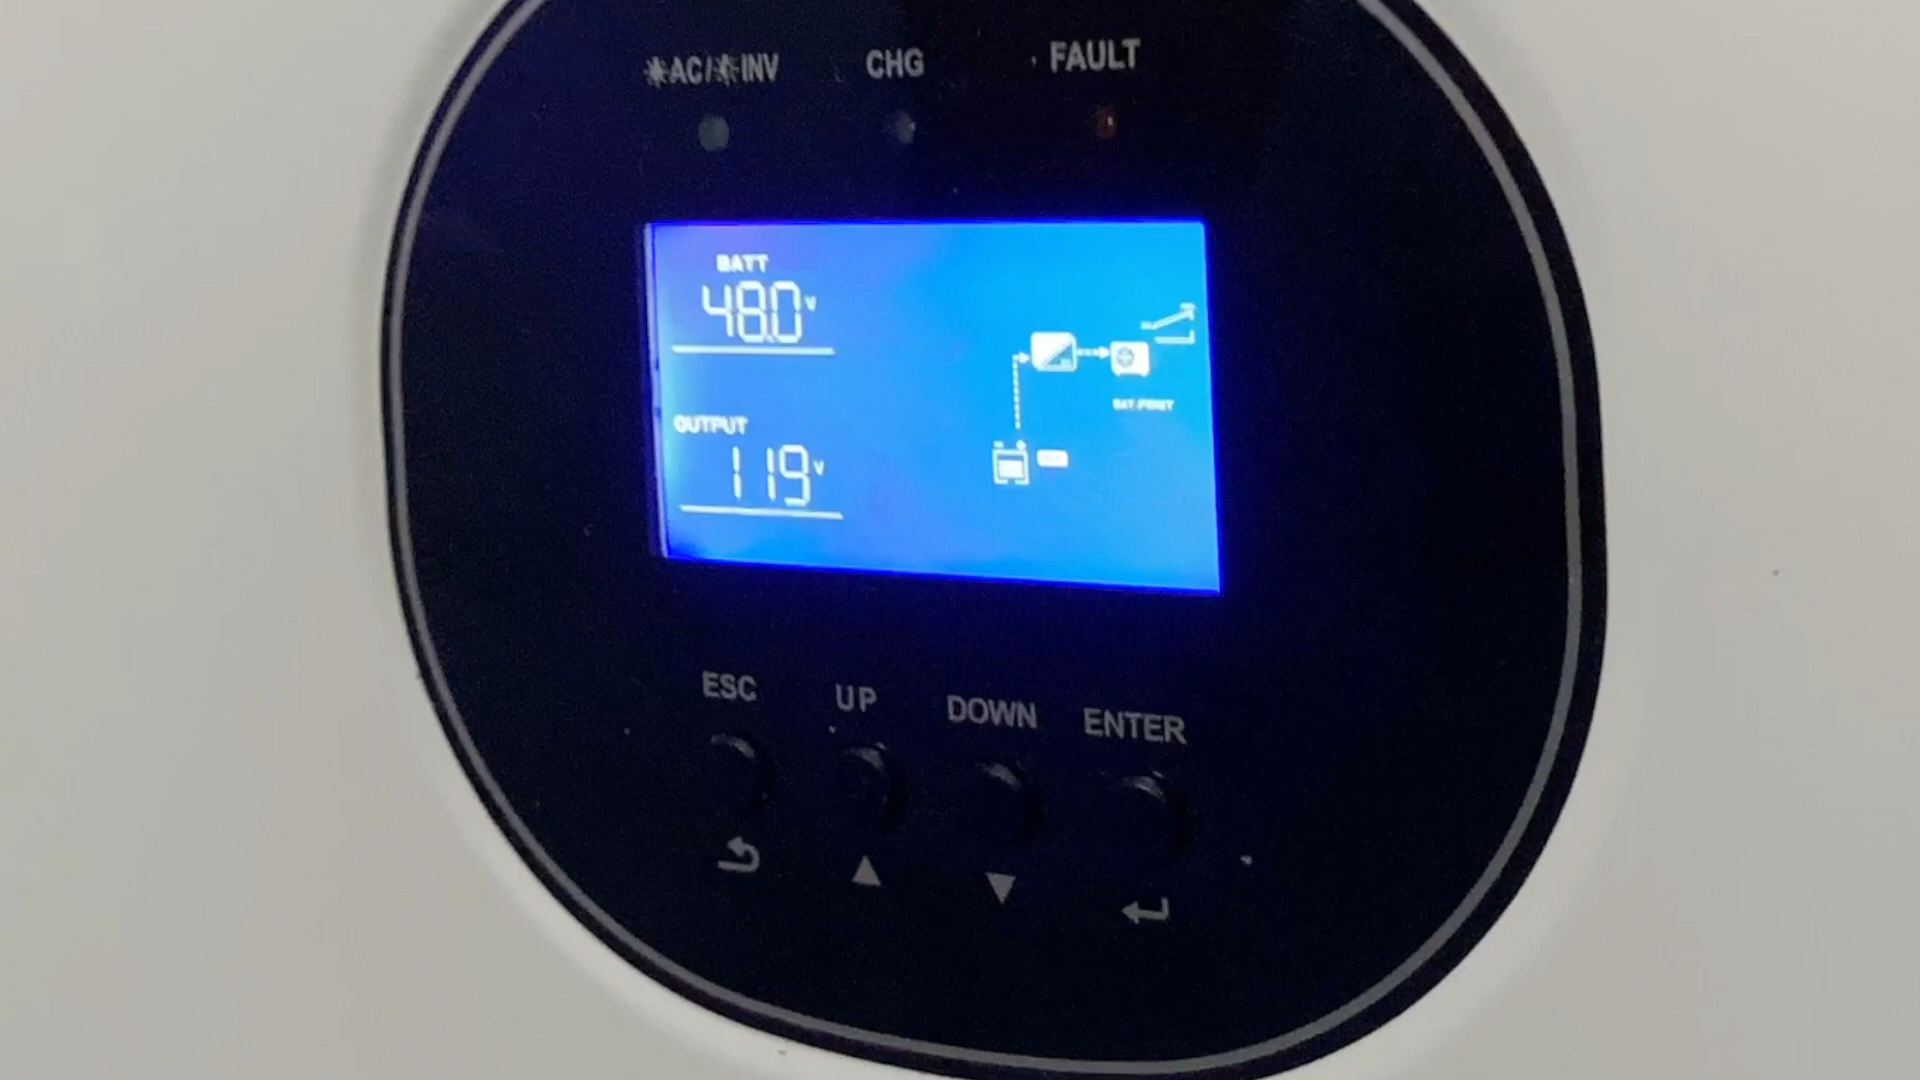 AC/INV CHG FAULT
BATT
48.0V
OUTPUT
119V
ESC UP DOWN ENTER